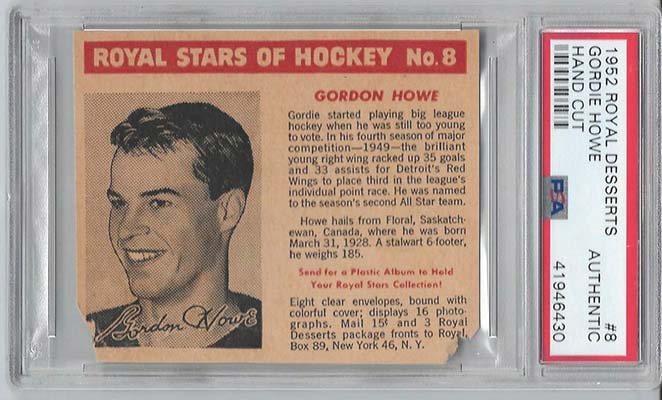 ROYAL STARS OF HOCKEY No. 8
GORDON HOWE
Gordie started playing big league
hockey when he was still too young
to vote. In his fourth season of major
competition—1949—the brilliant
young right wing racked up 35 goals
and 33 assists for Detroit's Red
Wings to place third in the league's
individual point race. He was named
to the season's second All Star team.
Howe hails from Floral, Saskatch-
ewan, Canada, where he was born
March 31, 1928. A stalwart 6-footer,
he weighs 185.
Send for a Plastic Album to Hold
Your Royal Stars Collection!
Eight clear envelopes, bound with
colorful cover; displays 16 photo-
graphs. Mail 15¢ and 3 Royal
Desserts package fronts to Royal,
Box 89, New York 46, N. Y.
Gordon Howe
1952 ROYAL DESSERTS #8
GORDIE HOWE AUTHENTIC
HAND CUT
PSA 41946430